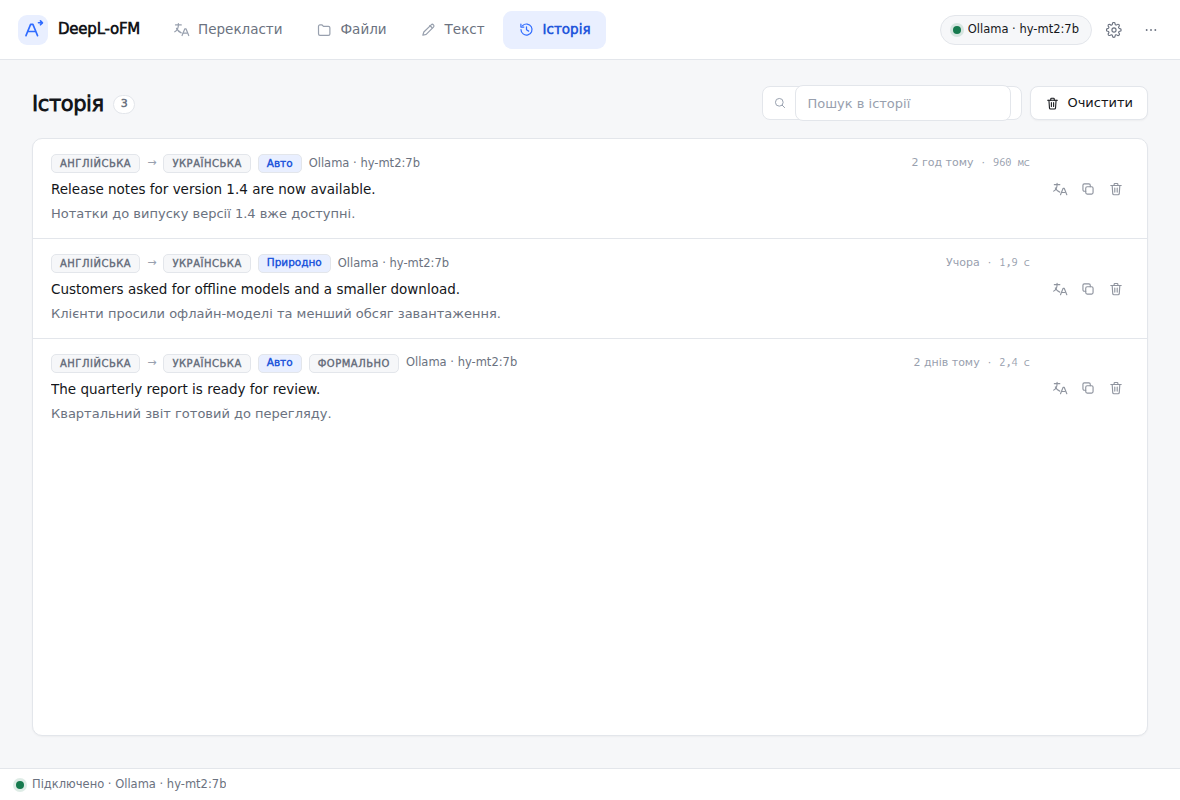 DeepL-oFM Перекласти Файли Текст Історія Ollama · hy-mt2:7b ···
Історія 3 Пошук в історії Очистити
АНГЛІЙСЬКА → УКРАЇНСЬКА Авто Ollama · hy-mt2:7b 2 год тому · 960 мс
Release notes for version 1.4 are now available.
Нотатки до випуску версії 1.4 вже доступні.
АНГЛІЙСЬКА → УКРАЇНСЬКА Природно Ollama · hy-mt2:7b Учора · 1,9 с
Customers asked for offline models and a smaller download.
Клієнти просили офлайн-моделі та менший обсяг завантаження.
АНГЛІЙСЬКА → УКРАЇНСЬКА Авто ФОРМАЛЬНО Ollama · hy-mt2:7b 2 днів тому · 2,4 с
The quarterly report is ready for review.
Квартальний звіт готовий до перегляду.
Підключено · Ollama · hy-mt2:7b